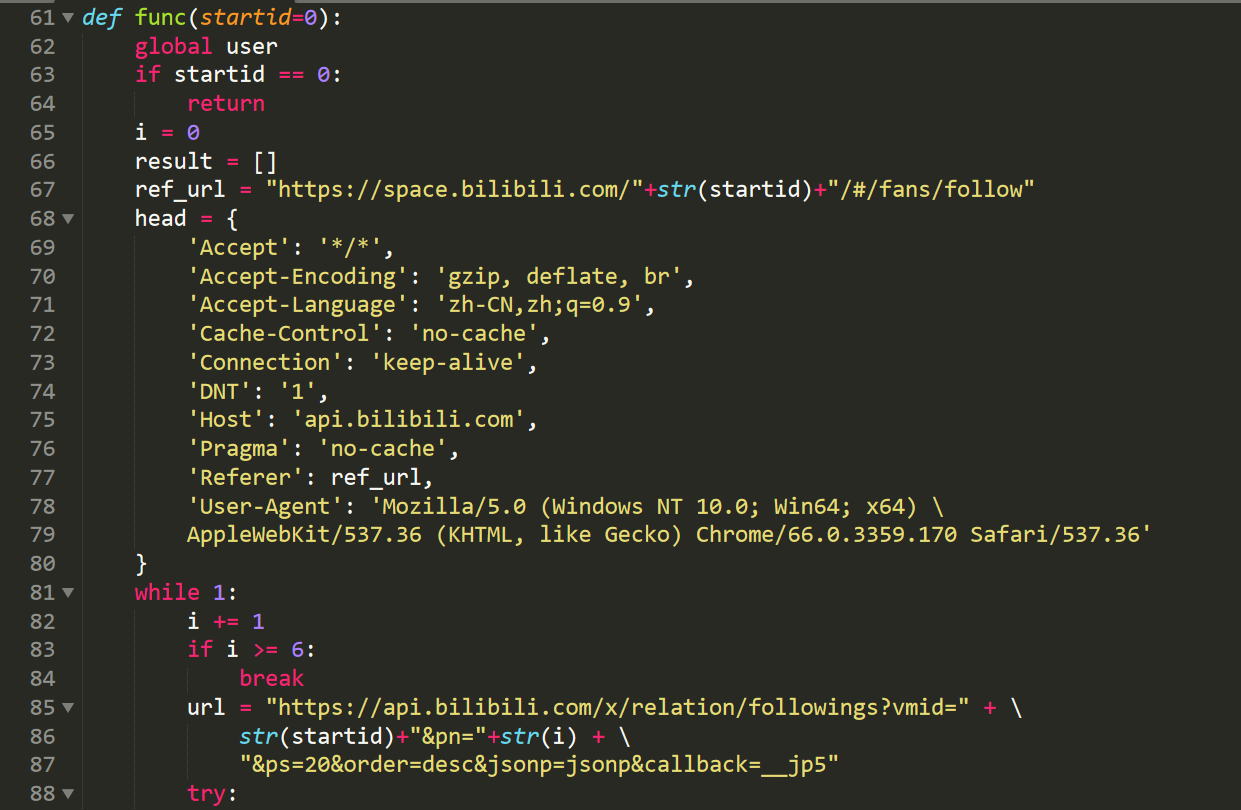 61 ▼ def func(startid=0):
62     global user
63     if startid == 0:
64         return
65     i = 0
66     result = []
67     ref_url = "https://space.bilibili.com/"+str(startid)+"/#/fans/follow"
68 ▼     head = {
69         'Accept': '*/*',
70         'Accept-Encoding': 'gzip, deflate, br',
71         'Accept-Language': 'zh-CN,zh;q=0.9',
72         'Cache-Control': 'no-cache',
73         'Connection': 'keep-alive',
74         'DNT': '1',
75         'Host': 'api.bilibili.com',
76         'Pragma': 'no-cache',
77         'Referer': ref_url,
78         'User-Agent': 'Mozilla/5.0 (Windows NT 10.0; Win64; x64) \
79         AppleWebKit/537.36 (KHTML, like Gecko) Chrome/66.0.3359.170 Safari/537.36'
80     }
81 ▼     while 1:
82         i += 1
83         if i >= 6:
84             break
85 ▼         url = "https://api.bilibili.com/x/relation/followings?vmid=" + \
86             str(startid)+"&pn="+str(i) + \
87             "&ps=20&order=desc&jsonp=jsonp&callback=__jp5"
88 ▼         try: